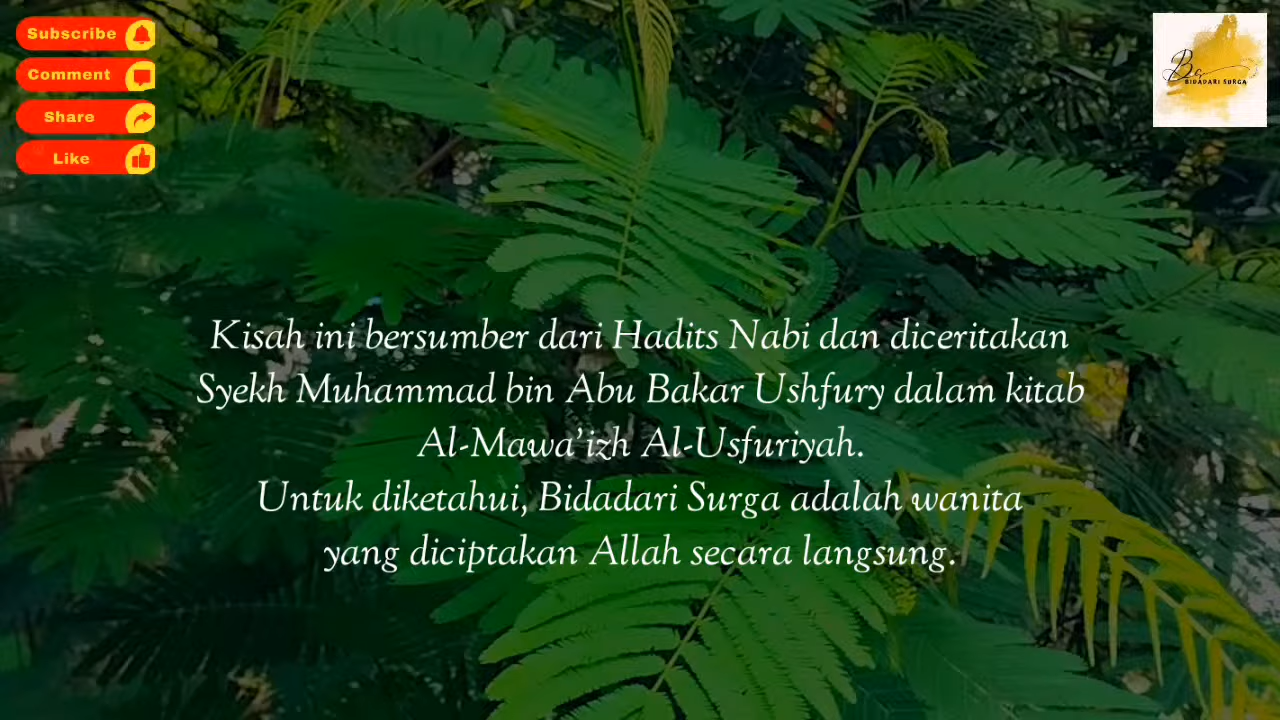 Subscribe
Comment
Share
Like
Bs
BIDADARI SURGA
Kisah ini bersumber dari Hadits Nabi dan diceritakan
Syekh Muhammad bin Abu Bakar Ushfury dalam kitab
Al-Mawa'izh Al-Usfuriyah.
Untuk diketahui, Bidadari Surga adalah wanita
yang diciptakan Allah secara langsung.